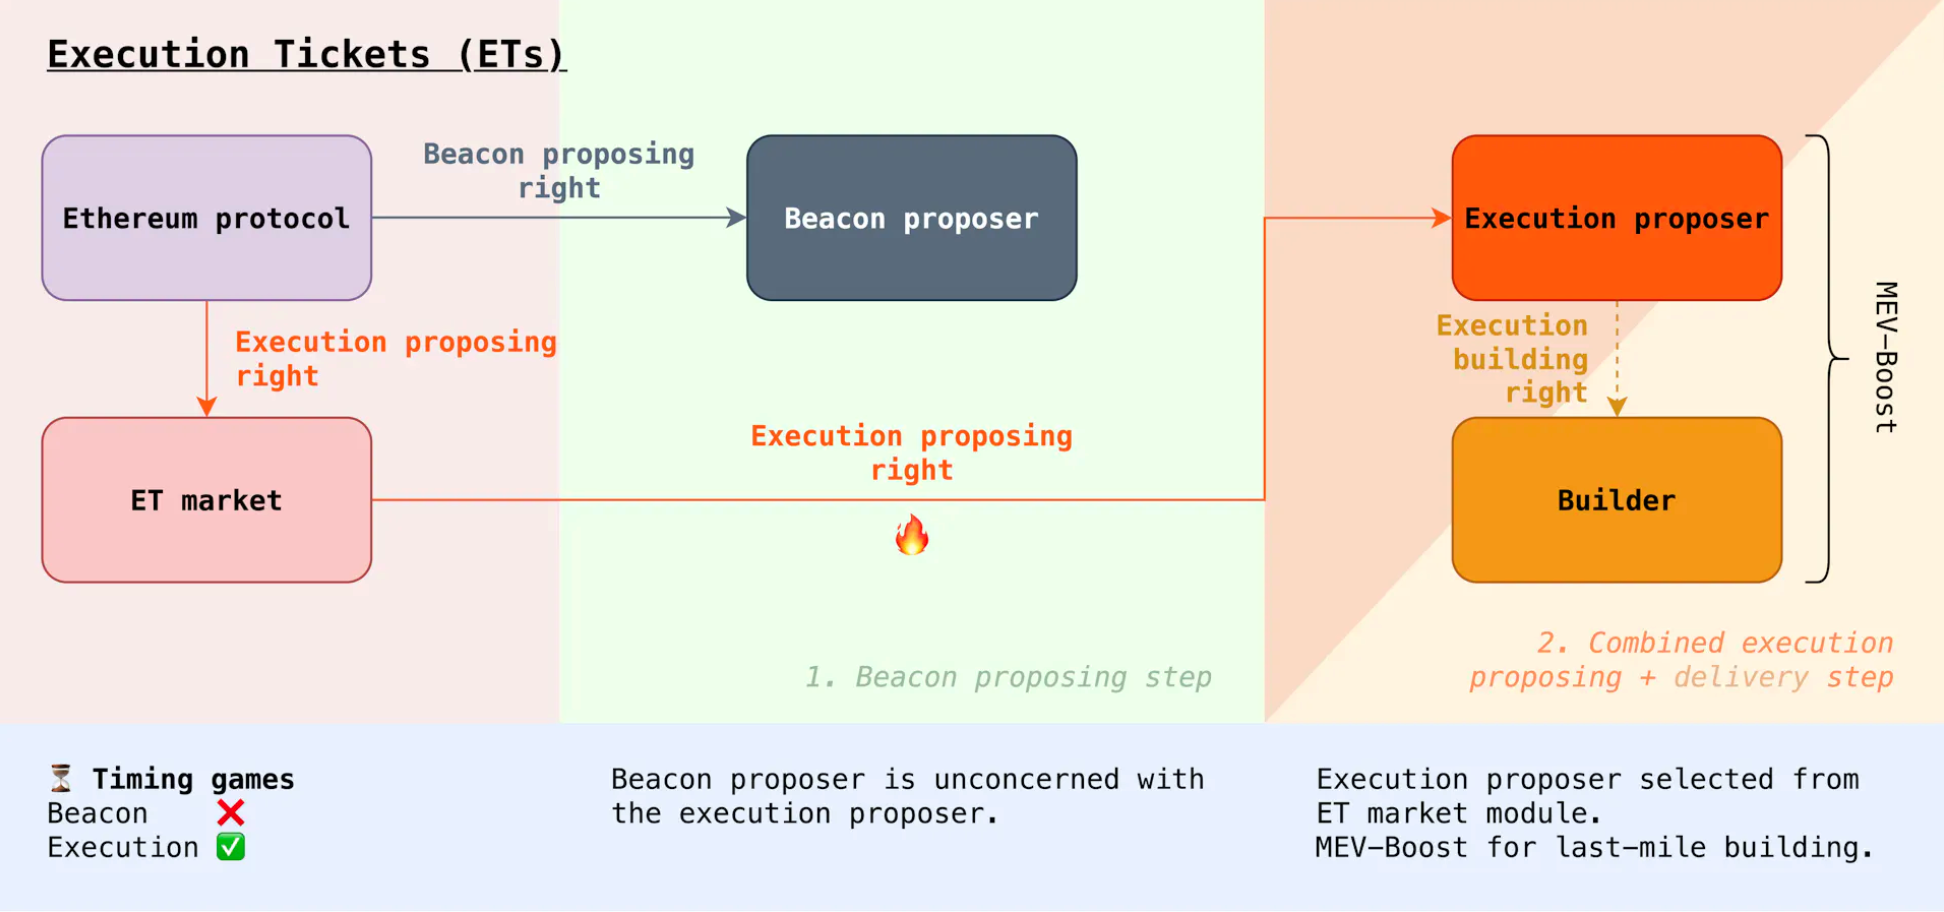 Execution Tickets (ETs)
Beacon proposing
right
Ethereum protocol
Beacon proposer
Execution proposer
Execution proposing
right
Execution
building
right
MEV-Boost
Execution proposing
right
ET market
Builder
1. Beacon proposing step
2. Combined execution
proposing + delivery step
⏳ Timing games
Beacon ❌
Execution ✅
Beacon proposer is unconcerned with
the execution proposer.
Execution proposer selected from
ET market module.
MEV-Boost for last-mile building.